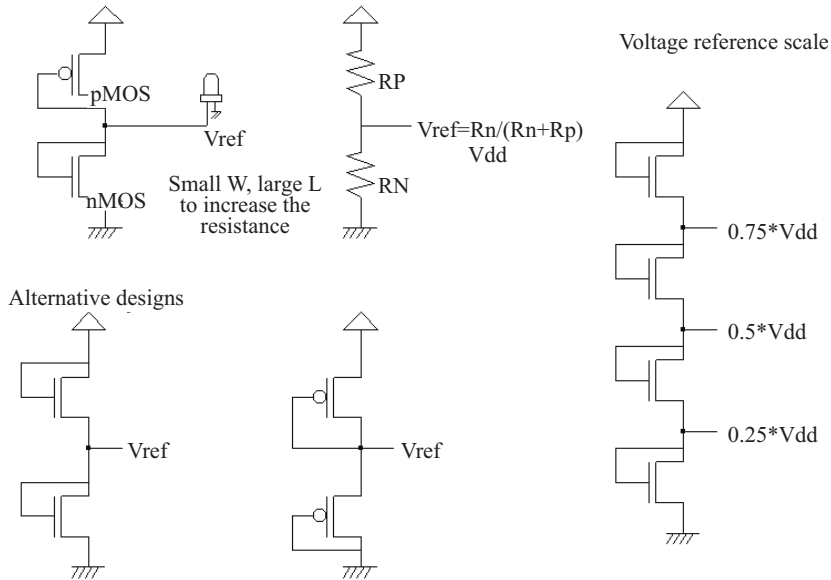 Voltage reference scale
pMOS
RP
Vref
Vref=Rn/(Rn+Rp)
Vdd
Small W, large L
to increase the
resistance
nMOS
RN
0.75*Vdd
Alternative designs
0.5*Vdd
Vref
Vref
0.25*Vdd